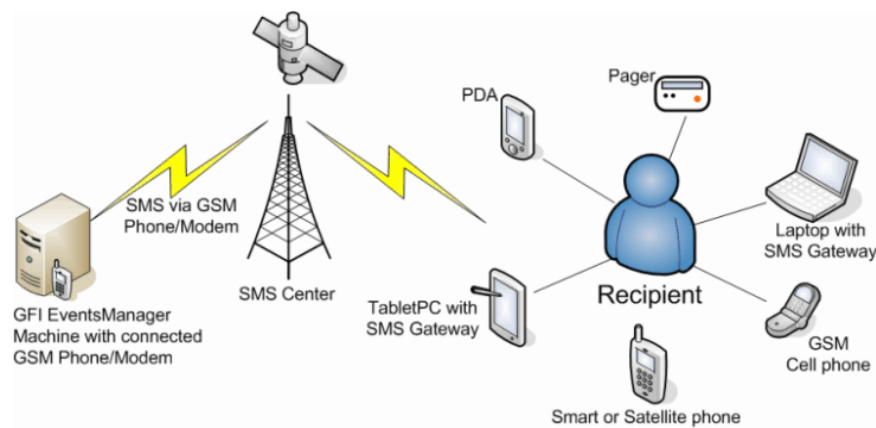 Pager
PDA
SMS via GSM
Phone/Modem
Laptop with
SMS Gateway
SMS Center
Recipient
TabletPC with
SMS Gateway
GFI EventsManager
Machine with connected
GSM Phone/Modem
GSM
Cell phone
Smart or Satellite phone